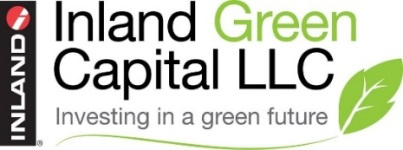 INLAND®
Inland Green
Capital LLC
Investing in a green future